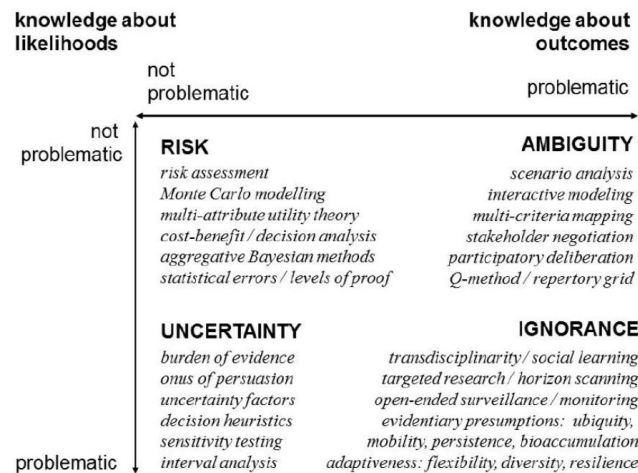 knowledge about
likelihoods
knowledge about
outcomes
not
problematic
problematic
not
problematic
RISK
risk assessment
Monte Carlo modelling
multi-attribute utility theory
cost-benefit / decision analysis
aggregative Bayesian methods
statistical errors / levels of proof
AMBIGUITY
scenario analysis
interactive modeling
multi-criteria mapping
stakeholder negotiation
participatory deliberation
Q-method / repertory grid
UNCERTAINTY
burden of evidence
onus of persuasion
uncertainty factors
decision heuristics
sensitivity testing
interval analysis
IGNORANCE
transdisciplinarity / social learning
targeted research / horizon scanning
open-ended surveillance / monitoring
evidentiary presumptions: ubiquity,
mobility, persistence, bioaccumulation
adaptiveness: flexibility, diversity, resilience
problematic